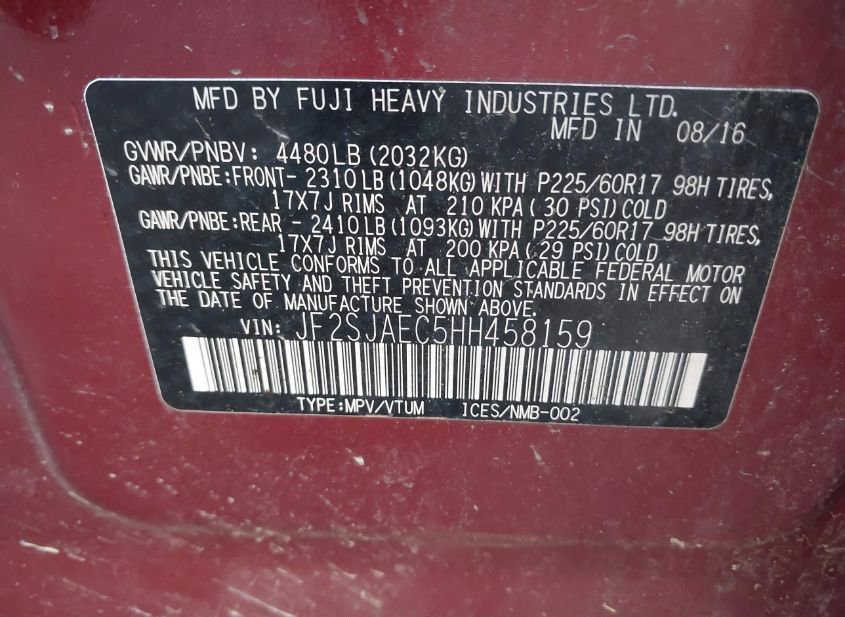 MFD BY FUJI HEAVY INDUSTRIES LTD.
MFD IN 08/16
GVWR/PNBV: 4480LB (2032KG)
GAWR/PNBE:FRONT- 2310LB (1048KG) WITH P225/60R17 98H TIRES,
17X7J RIMS AT 210 KPA (30 PSI) COLD
GAWR/PNBE:REAR - 2410LB (1093KG) WITH P225/60R17 98H TIRES,
17X7J RIMS AT 200 KPA (29 PSI) COLD
THIS VEHICLE CONFORMS TO ALL APPLICABLE FEDERAL MOTOR
VEHICLE SAFETY AND THEFT PREVENTION STANDARDS IN EFFECT ON
THE DATE OF MANUFACTURE SHOWN ABOVE.
VIN: JF2SJAEC5HH458159
TYPE:MPV/VTUM ICES/NMB-002